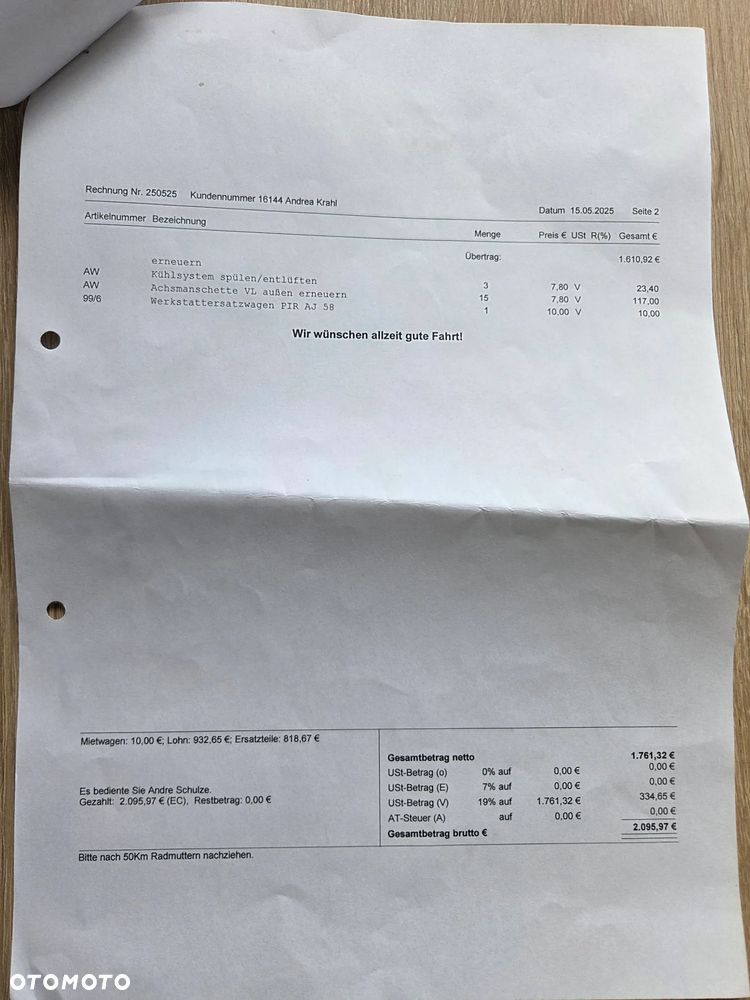 Rechnung Nr. 250525 Kundennummer 16144 Andrea Krahl Datum 15.05.2025 Seite 2
Artikelnummer Bezeichnung Menge Preis € USt R(%) Gesamt €
Übertrag: 1.610,92 €
erneuern
AW Kühlsystem spülen/entlüften 3 7,80 V 23,40
AW Achsmanschette VL außen erneuern 15 7,80 V 117,00
99/6 Werkstattersatzwagen PIR AJ 58 1 10,00 V 10,00
Wir wünschen allzeit gute Fahrt!
Mietwagen: 10,00 €; Lohn: 932,65 €; Ersatzteile: 818,67 €
Es bediente Sie Andre Schulze.
Gezahlt: 2.095,97 € (EC), Restbetrag: 0,00 €
Gesamtbetrag netto 1.761,32 €
USt-Betrag (o) 0% auf 0,00 € 0,00 €
USt-Betrag (E) 7% auf 0,00 € 0,00 €
USt-Betrag (V) 19% auf 1.761,32 € 334,65 €
AT-Steuer (A) auf 0,00 € 0,00 €
Gesamtbetrag brutto € 2.095,97 €
Bitte nach 50Km Radmuttern nachziehen.
OTOMOTO